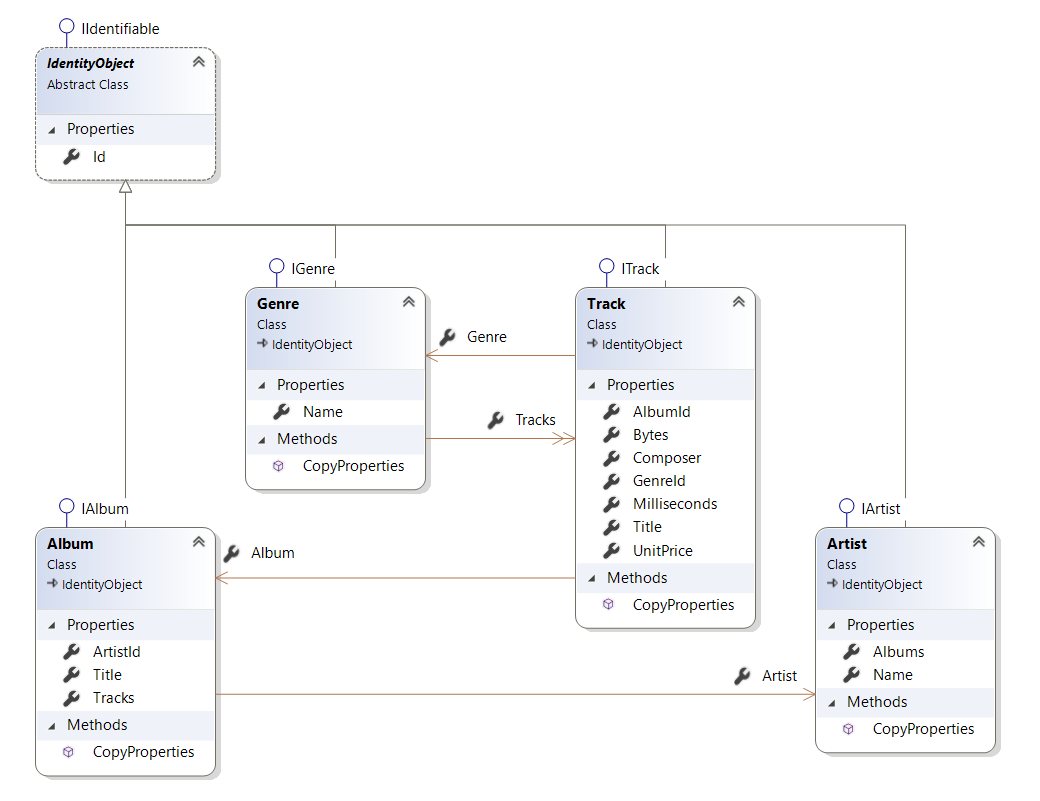 IIdentifiable
IdentityObject
Abstract Class
Properties
Id
IGenre
Genre
Class
IdentityObject
Properties
Name
Methods
CopyProperties
Genre
Tracks
ITrack
Track
Class
IdentityObject
Properties
AlbumId
Bytes
Composer
GenreId
Milliseconds
Title
UnitPrice
Methods
CopyProperties
IAlbum
Album
Class
IdentityObject
Properties
ArtistId
Title
Tracks
Methods
CopyProperties
Album
Artist
IArtist
Artist
Class
IdentityObject
Properties
Albums
Name
Methods
CopyProperties